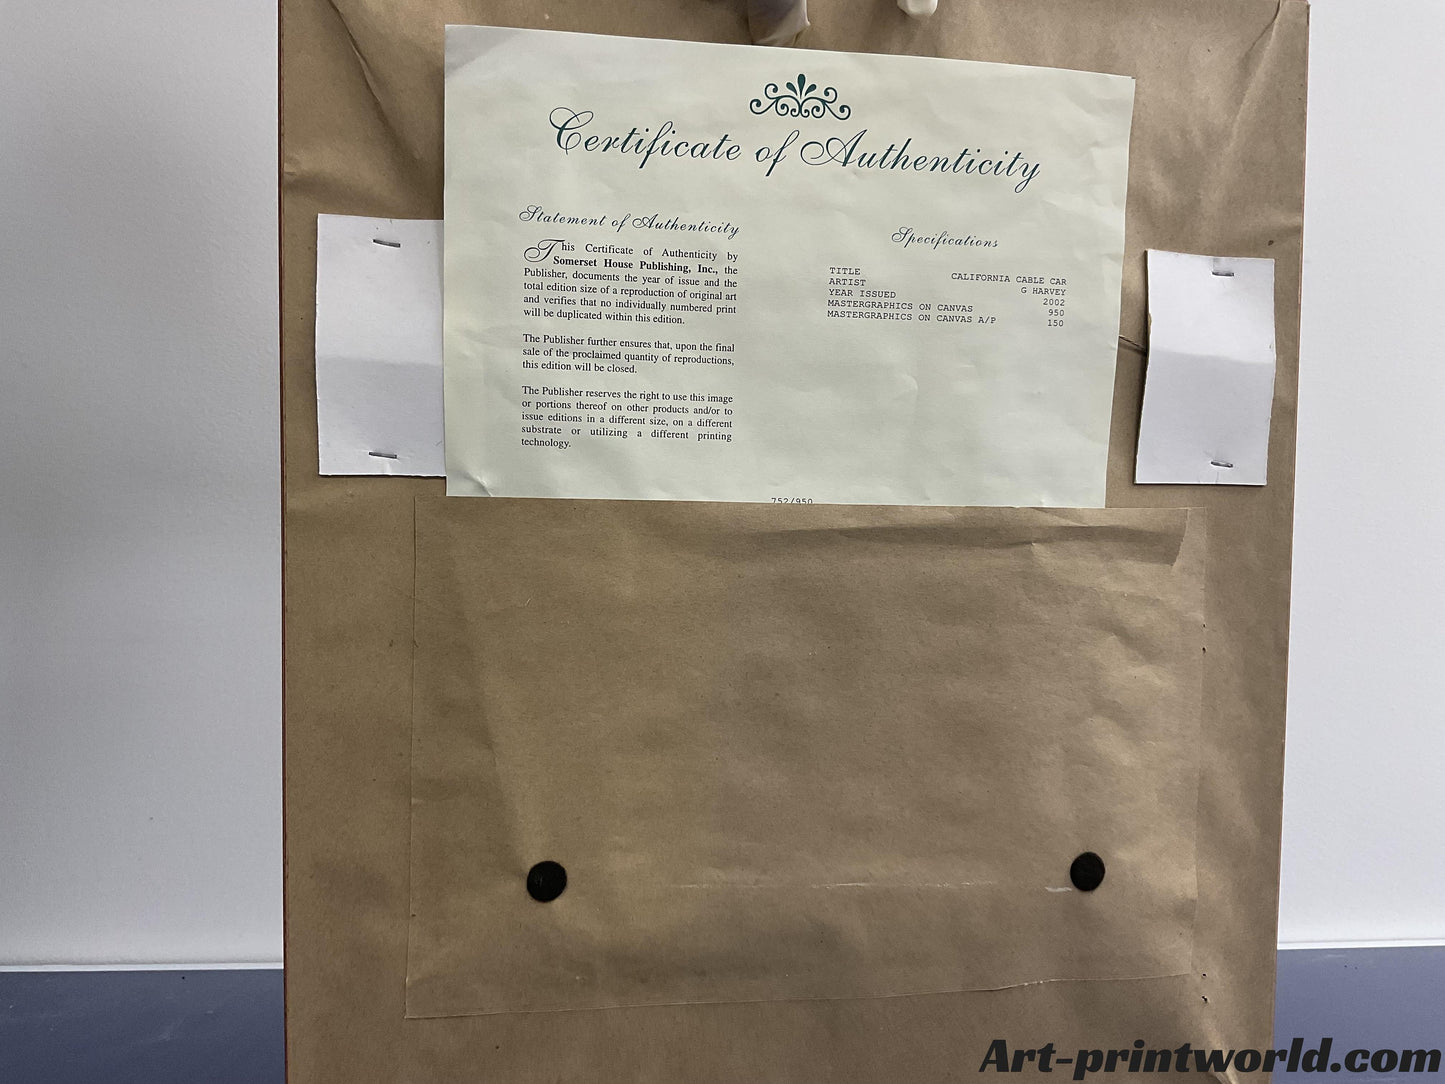 Certificate of Authenticity
Statement of Authenticity
This Certificate of Authenticity by
Somerset House Publishing, Inc., the
Publisher, documents the year of issue and the
total edition size of a reproduction of original art
and verifies that no individually numbered print
will be duplicated within this edition.
The Publisher further ensures that, upon the final
sale of the proclaimed quantity of reproductions,
this edition will be closed.
The Publisher reserves the right to use this image
or portions thereof on other products and/or to
issue editions in a different size, on a different
substrate or utilizing a different printing
technology.
Specifications
TITLE CALIFORNIA CABLE CAR
ARTIST G HARVEY
YEAR ISSUED 2002
MASTERGRAPHICS ON CANVAS 950
MASTERGRAPHICS ON CANVAS A/P 150
752/950
Art-printworld.com